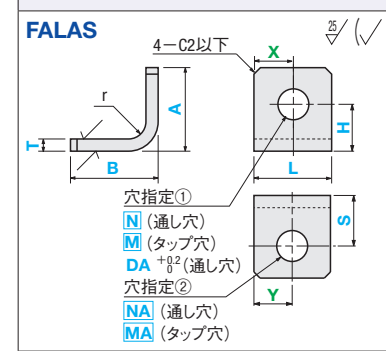 FALAS
25
4－C2以下
X
r
A
H
T
B
L
穴指定①
N (通し穴)
M (タップ穴)
DA +0.2 0 (通し穴)
穴指定②
NA (通し穴)
MA (タップ穴)
S
Y